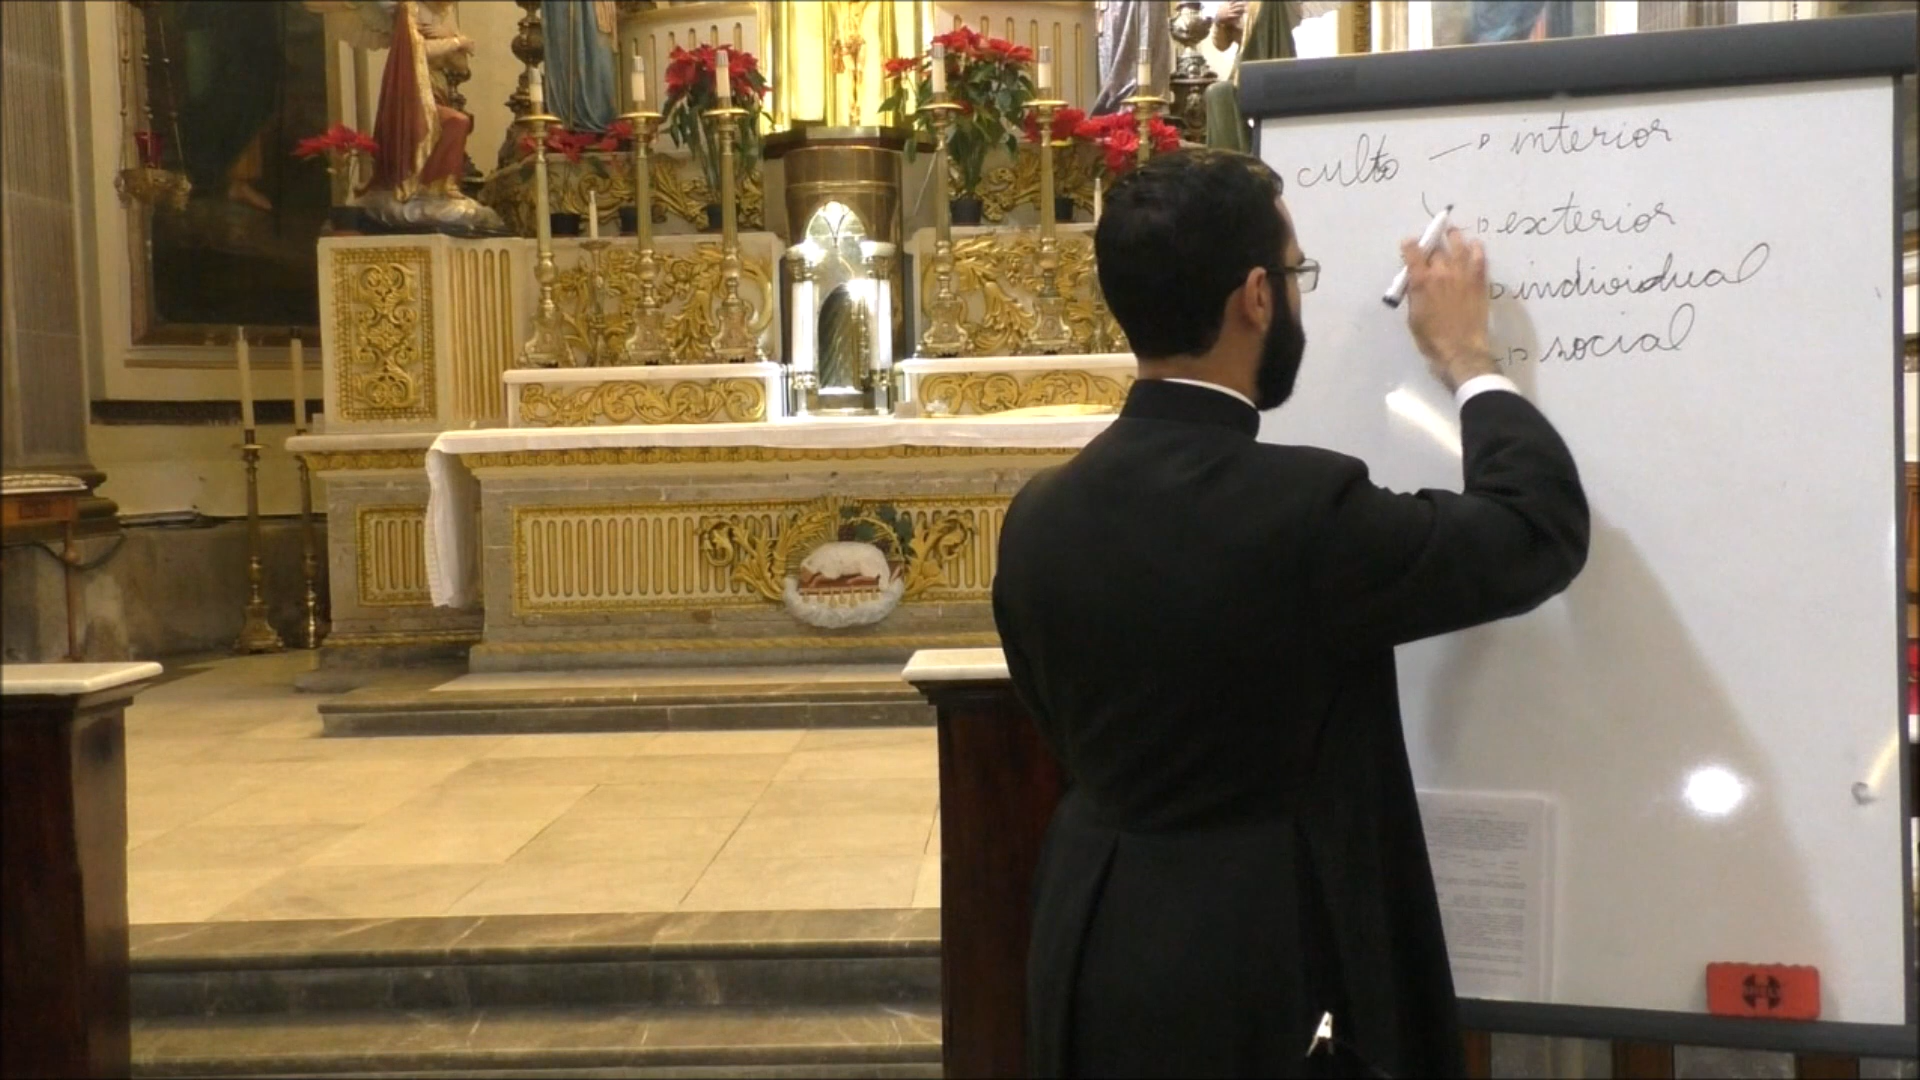 culto → interior
→ exterior
→ individual
→ social